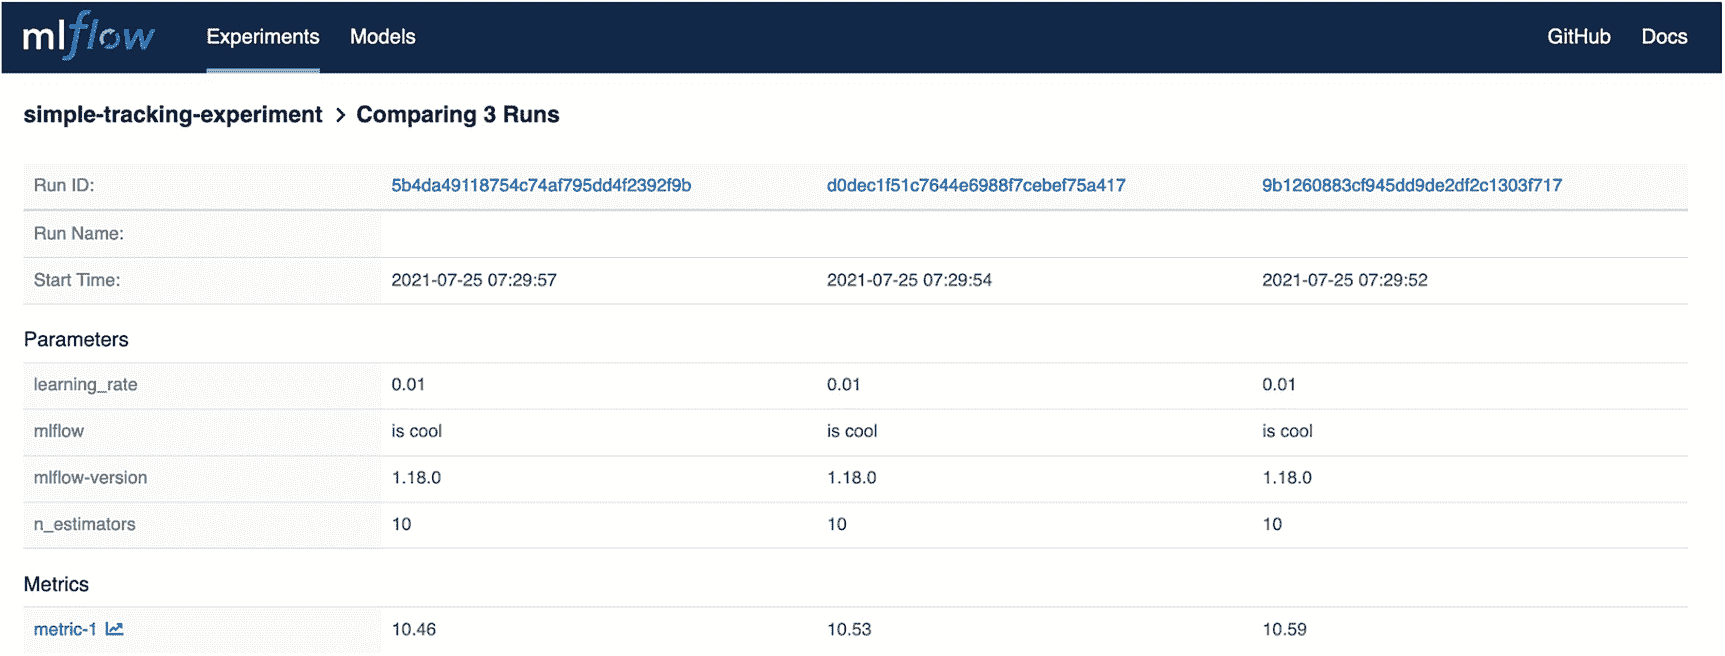 mlflow Experiments Models GitHub Docs
simple-tracking-experiment > Comparing 3 Runs
Run ID: 5b4da49118754c74af795dd4f2392f9b d0dec1f51c7644e6988f7cebef75a417 9b1260883cf945dd9de2df2c1303f717
Run Name:
Start Time: 2021-07-25 07:29:57 2021-07-25 07:29:54 2021-07-25 07:29:52
Parameters
learning_rate 0.01 0.01 0.01
mlflow is cool is cool is cool
mlflow-version 1.18.0 1.18.0 1.18.0
n_estimators 10 10 10
Metrics
metric-1 10.46 10.53 10.59